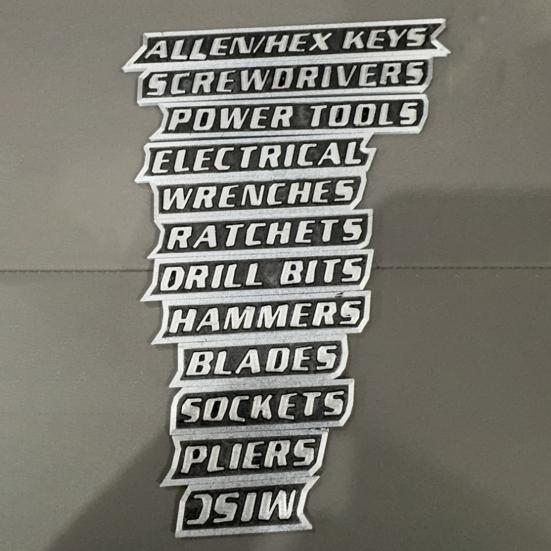 ALLEN/HEX KEYS
SCREWDRIVERS
POWER TOOLS
ELECTRICAL
WRENCHES
RATCHETS
DRILL BITS
HAMMERS
BLADES
SOCKETS
PLIERS
MISC